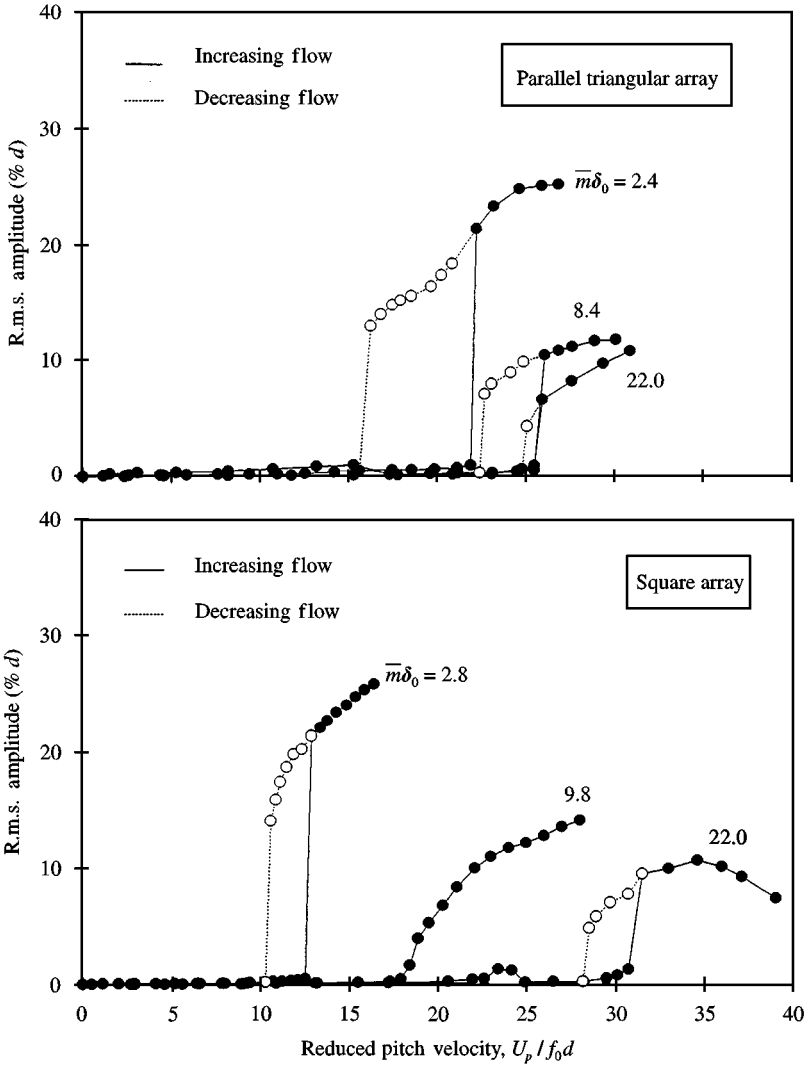 40
Increasing flow
Parallel triangular array
Decreasing flow
30
m̅δ₀ = 2.4
R.m.s. amplitude (% d)
20
8.4
10
22.0
0
40
Increasing flow
Square array
Decreasing flow
30
m̅δ₀ = 2.8
R.m.s. amplitude (% d)
20
9.8
22.0
10
0
0 5 10 15 20 25 30 35 40
Reduced pitch velocity, Uₚ / f₀d